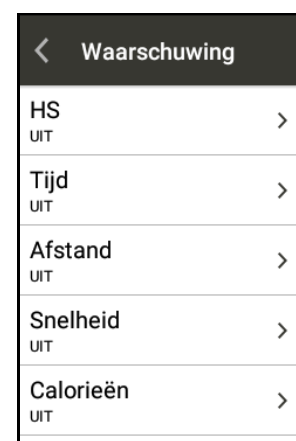 Waarschuwing
HS
UIT
Tijd
UIT
Afstand
UIT
Snelheid
UIT
Calorieën
UIT